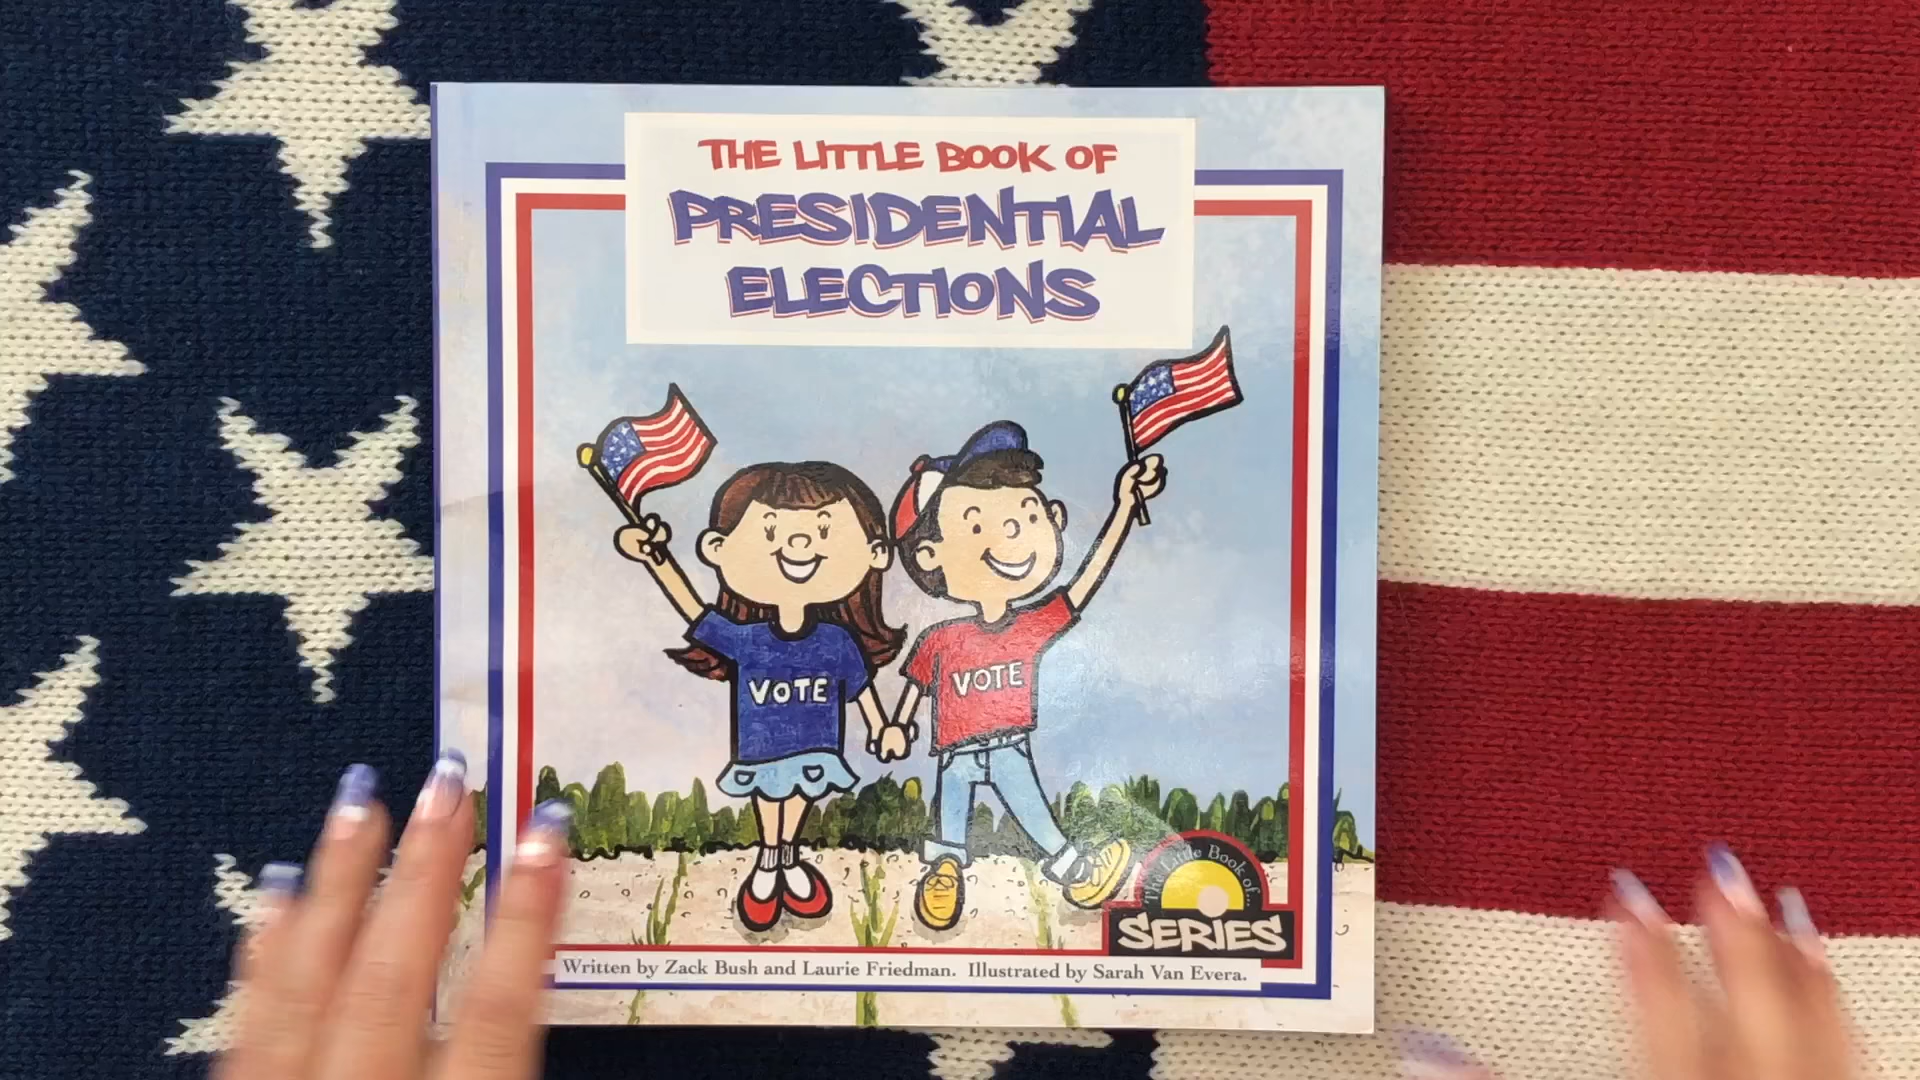 THE LITTLE BOOK OF
PRESIDENTIAL
ELECTIONS
VOTE
VOTE
The Little Book of...
SERIES
Written by Zack Bush and Laurie Friedman. Illustrated by Sarah Van Evera.